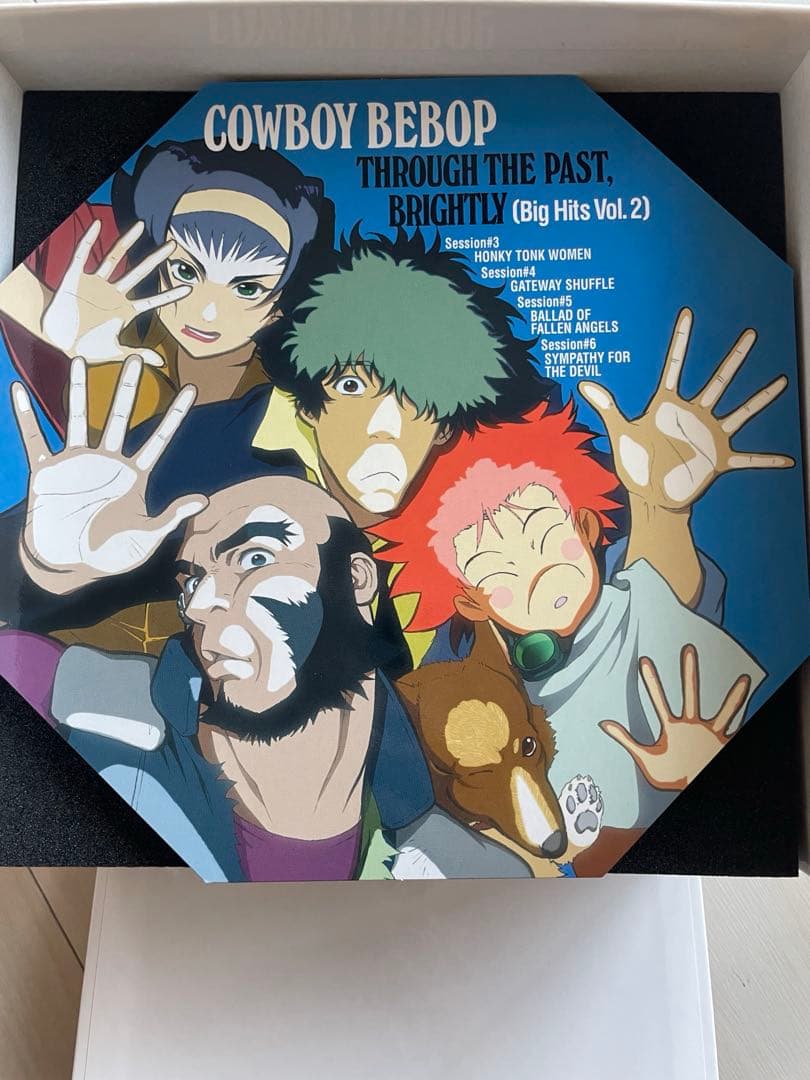 COWBOY BEBOP
THROUGH THE PAST,
BRIGHTLY (Big Hits Vol. 2)
Session#3
HONKY TONK WOMEN
Session#4
GATEWAY SHUFFLE
Session#5
BALLAD OF
FALLEN ANGELS
Session#6
SYMPATHY FOR
THE DEVIL